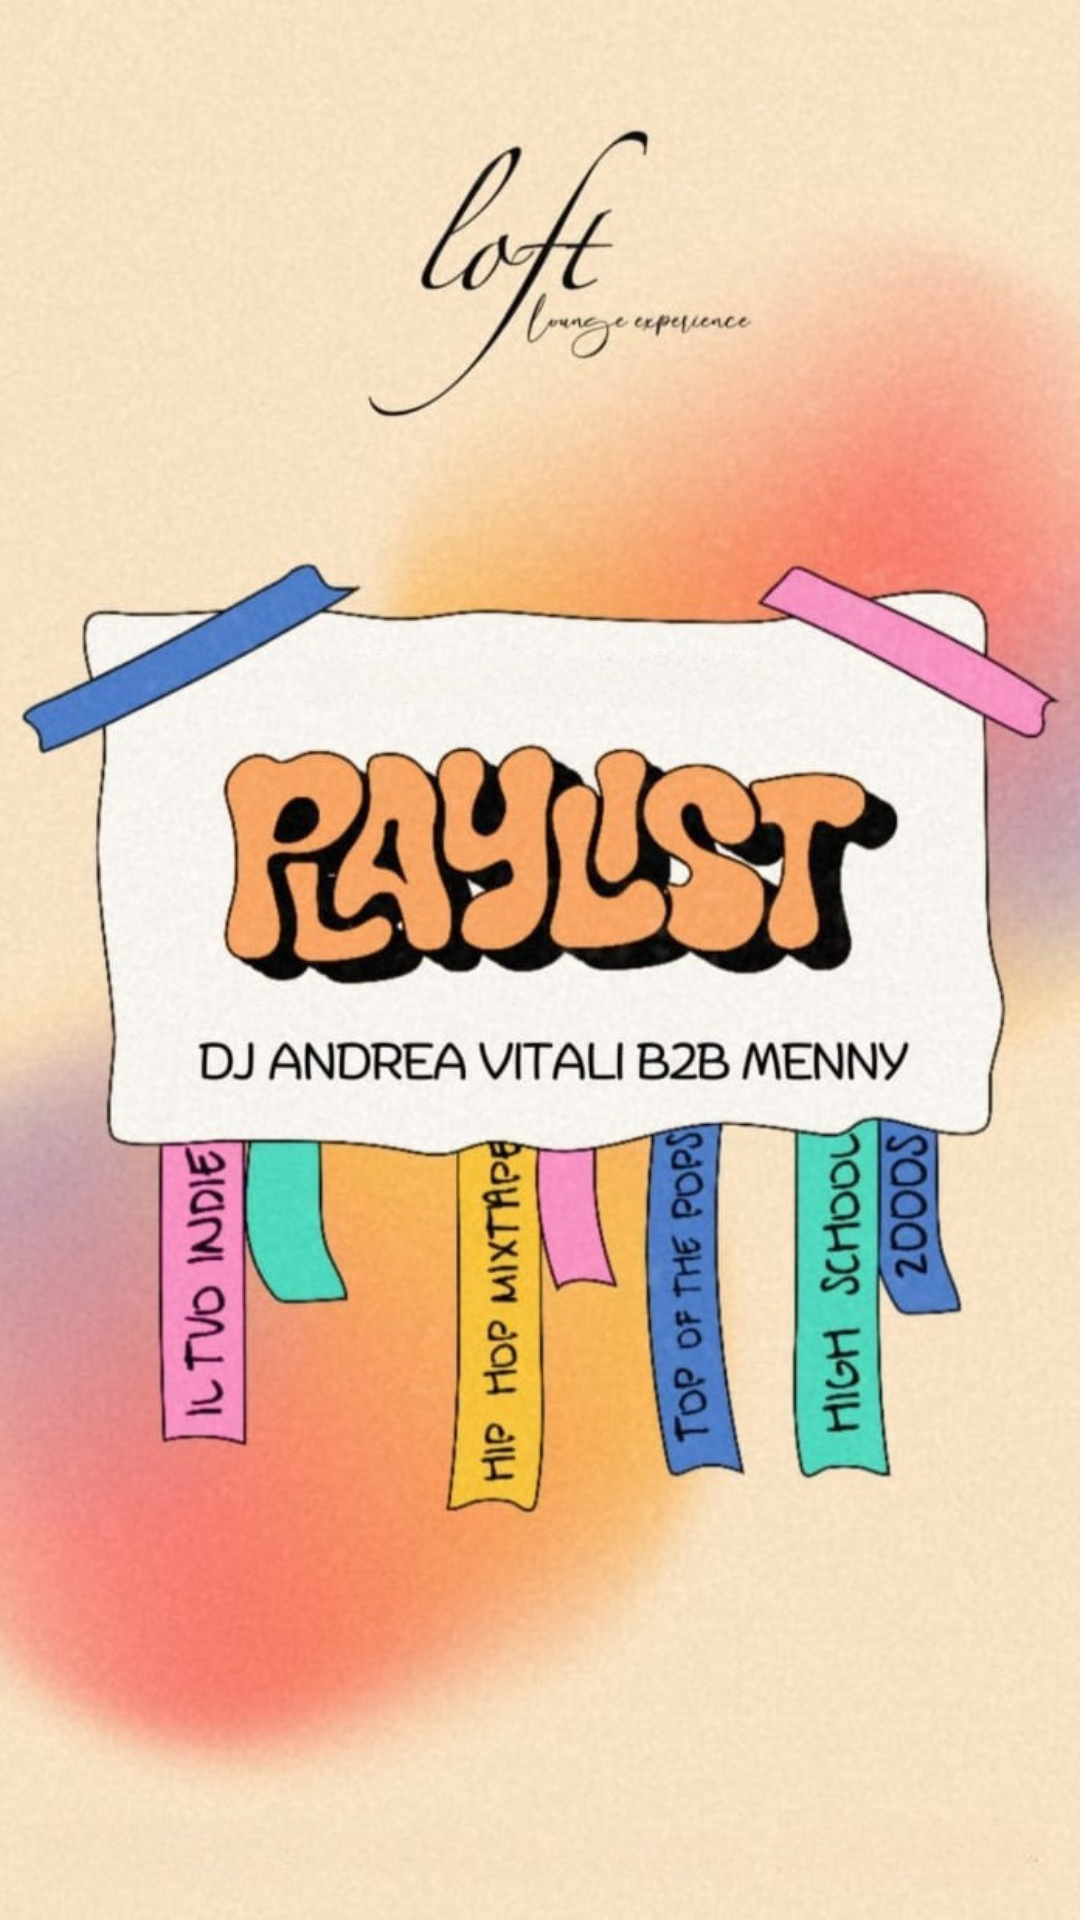 loft
lounge experience
PLAYLIST
DJ ANDREA VITALI B2B MENNY
IL TUO INDIE
HIP HOP MIXTAPE
TOP OF THE POPS
HIGH SCHOOL
2000S